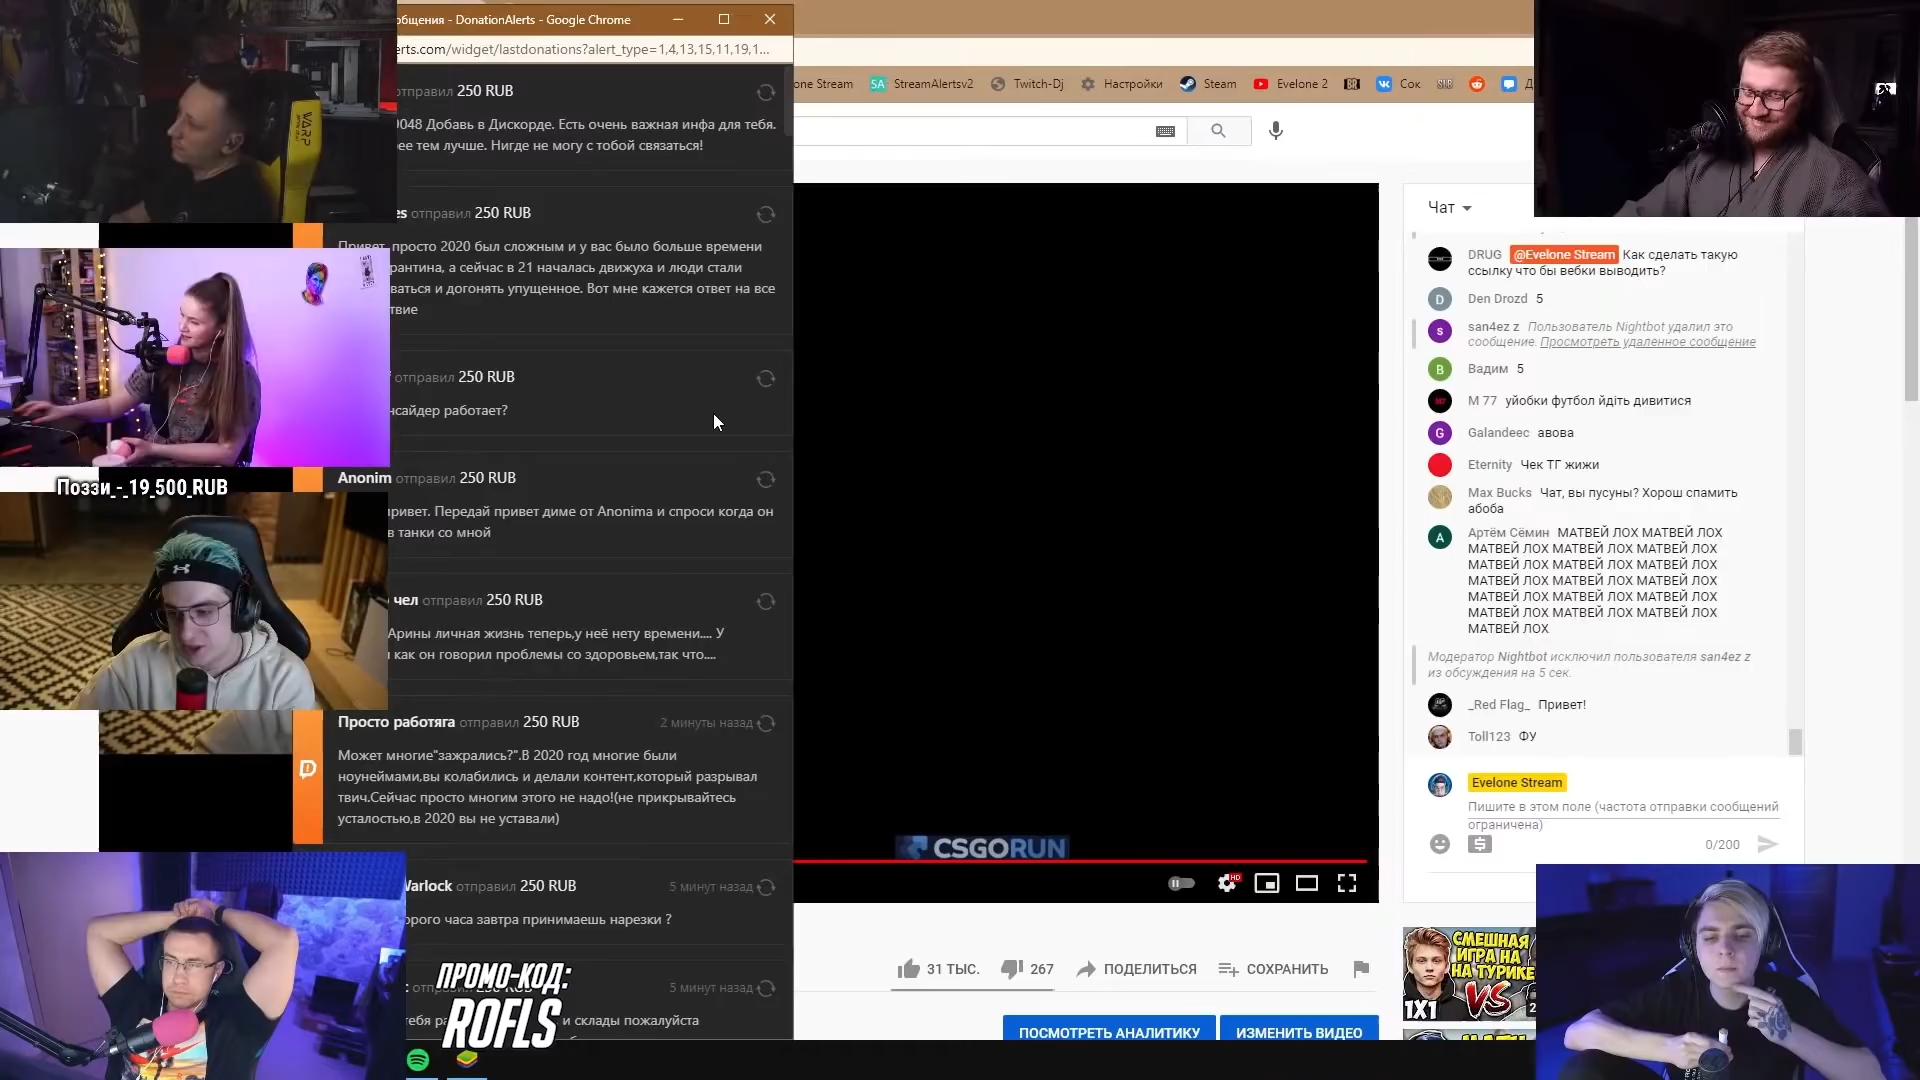 общения - DonationAlerts - Google Chrome
erts.com/widget/lastdonations?alert_type=1,4,13,15,11,19,1...
one Stream
SA
StreamAlertsv2
Twitch-Dj
Настройки
Steam
Evelone 2
Сок
WARP
отправил 250 RUB
0048 Добавь в Дискорде. Есть очень важная инфа для тебя.
ее тем лучше. Нигде не могу с тобой связаться!
es отправил 250 RUB
Привет, просто 2020 был сложным и у вас было больше времени
рантина, а сейчас в 21 началась движуха и люди стали
ваться и догонять упущенное. Вот мне кажется ответ на все
твие
отправил 250 RUB
нсайдер работает?
Anonim отправил 250 RUB
привет. Передай привет диме от Anonimа и спроси когда он
в танки со мной
чел отправил 250 RUB
Арины личная жизнь теперь,у неё нету времени.... У
как он говорил проблемы со здоровьем,так что....
Просто работяга отправил 250 RUB 2 минуты назад
Может многие"зажрались?".В 2020 год многие были
ноунеймами,вы колабились и делали контент,который разрывал
твич.Сейчас просто многим этого не надо!(не прикрывайтесь
усталостью,в 2020 вы не уставали)
Warlock отправил 250 RUB 5 минут назад
орого часа завтра принимаешь нарезки ?
250 RUB 5 минут назад
и склады пожалуйста
Поззи_-_19_500_RUB
ПРОМО-КОД:
ROFLS
CSGORUN
HD
31 ТЫС.
267
ПОДЕЛИТЬСЯ
СОХРАНИТЬ
ПОСМОТРЕТЬ АНАЛИТИКУ
ИЗМЕНИТЬ ВИДЕО
Чат
DRUG @Evelone Stream Как сделать такую
ссылку что бы вебки выводить?
D Den Drozd 5
s san4ez z Пользователь Nightbot удалил это
сообщение. Просмотреть удаленное сообщение
В Вадим 5
М 77 уйобки футбол йдіть дивитися
G Galandeec авова
Eternity Чек ТГ жижи
Max Bucks Чат, вы пусуны? Хорош спамить
абоба
А Артём Сёмин МАТВЕЙ ЛОХ МАТВЕЙ ЛОХ
МАТВЕЙ ЛОХ МАТВЕЙ ЛОХ МАТВЕЙ ЛОХ
МАТВЕЙ ЛОХ МАТВЕЙ ЛОХ МАТВЕЙ ЛОХ
МАТВЕЙ ЛОХ МАТВЕЙ ЛОХ МАТВЕЙ ЛОХ
МАТВЕЙ ЛОХ МАТВЕЙ ЛОХ МАТВЕЙ ЛОХ
МАТВЕЙ ЛОХ МАТВЕЙ ЛОХ МАТВЕЙ ЛОХ
МАТВЕЙ ЛОХ
Модератор Nightbot исключил пользователя san4ez z
из обсуждения на 5 сек.
_Red Flag_ Привет!
Toll123 ФУ
Evelone Stream
Пишите в этом поле (частота отправки сообщений
ограничена)
0/200
СМЕШНАЯ
ИГРА НА
НА ТУРИКЕ
1X1 VS